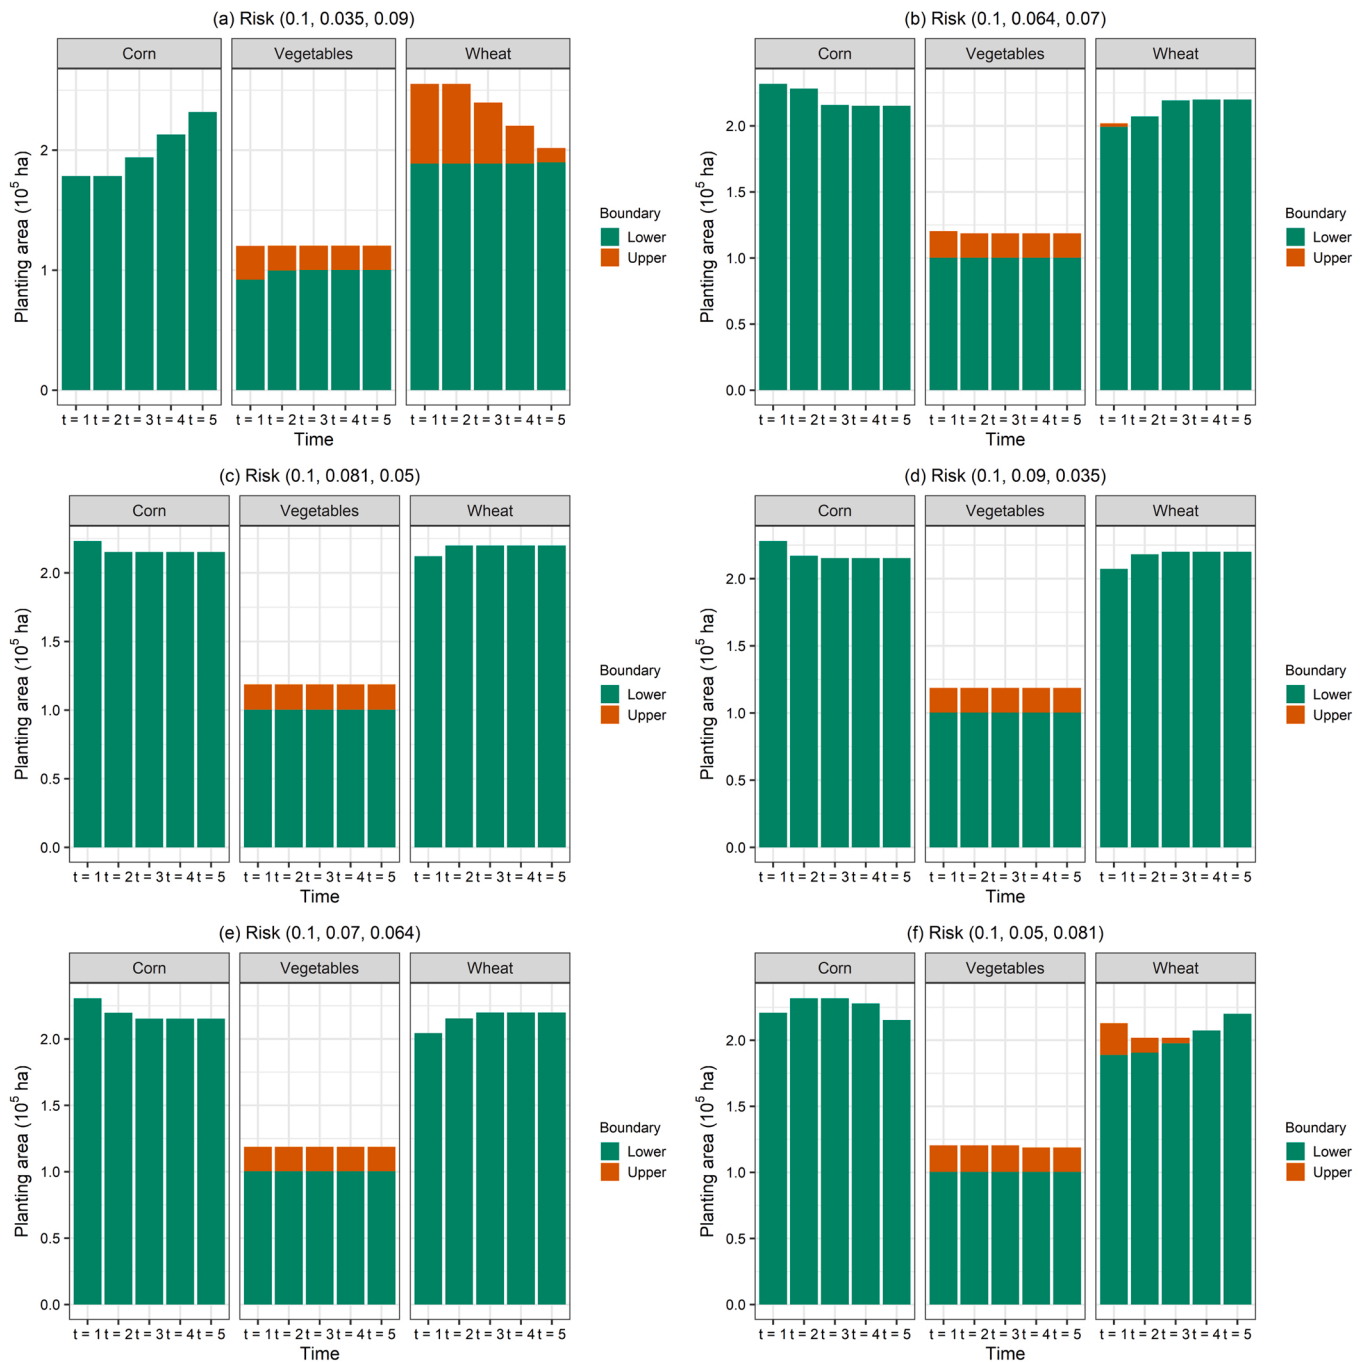 (a) Risk (0.1, 0.035, 0.09)
Corn Vegetables Wheat
Planting area (10⁵ ha)
2
1
0
t = 1 t = 2 t = 3 t = 4 t = 5 t = 1 t = 2 t = 3 t = 4 t = 5 t = 1 t = 2 t = 3 t = 4 t = 5
Time
Boundary
Lower
Upper
(b) Risk (0.1, 0.064, 0.07)
Corn Vegetables Wheat
Planting area (10⁵ ha)
2.0
1.5
1.0
0.5
0.0
t = 1 t = 2 t = 3 t = 4 t = 5 t = 1 t = 2 t = 3 t = 4 t = 5 t = 1 t = 2 t = 3 t = 4 t = 5
Time
Boundary
Lower
Upper
(c) Risk (0.1, 0.081, 0.05)
Corn Vegetables Wheat
Planting area (10⁵ ha)
2.0
1.5
1.0
0.5
0.0
t = 1 t = 2 t = 3 t = 4 t = 5 t = 1 t = 2 t = 3 t = 4 t = 5 t = 1 t = 2 t = 3 t = 4 t = 5
Time
Boundary
Lower
Upper
(d) Risk (0.1, 0.09, 0.035)
Corn Vegetables Wheat
Planting area (10⁵ ha)
2.0
1.5
1.0
0.5
0.0
t = 1 t = 2 t = 3 t = 4 t = 5 t = 1 t = 2 t = 3 t = 4 t = 5 t = 1 t = 2 t = 3 t = 4 t = 5
Time
Boundary
Lower
Upper
(e) Risk (0.1, 0.07, 0.064)
Corn Vegetables Wheat
Planting area (10⁵ ha)
2.0
1.5
1.0
0.5
0.0
t = 1 t = 2 t = 3 t = 4 t = 5 t = 1 t = 2 t = 3 t = 4 t = 5 t = 1 t = 2 t = 3 t = 4 t = 5
Time
Boundary
Lower
Upper
(f) Risk (0.1, 0.05, 0.081)
Corn Vegetables Wheat
Planting area (10⁵ ha)
2.0
1.5
1.0
0.5
0.0
t = 1 t = 2 t = 3 t = 4 t = 5 t = 1 t = 2 t = 3 t = 4 t = 5 t = 1 t = 2 t = 3 t = 4 t = 5
Time
Boundary
Lower
Upper